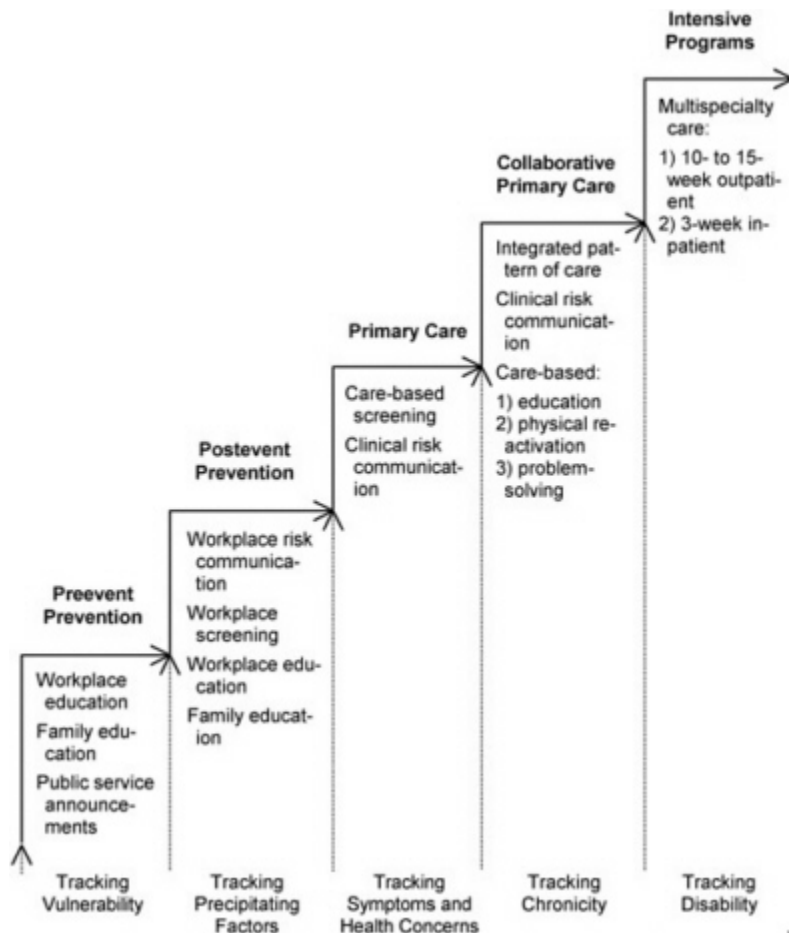 Intensive
Programs
Multispecialty
care:
1) 10- to 15-
week outpati-
ent
2) 3-week in-
patient
Collaborative
Primary Care
Integrated pat-
tern of care
Clinical risk
communicat-
ion
Care-based:
1) education
2) physical re-
activation
3) problem-
solving
Primary Care
Care-based
screening
Clinical risk
communicat-
ion
Postevent
Prevention
Workplace risk
communica-
tion
Workplace
screening
Workplace edu-
cation
Family educat-
ion
Preevent
Prevention
Workplace
education
Family edu-
cation
Public service
announce-
ments
Tracking
Vulnerability
Tracking
Precipitating
Factors
Tracking
Symptoms and
Health Concerns
Tracking
Chronicity
Tracking
Disability